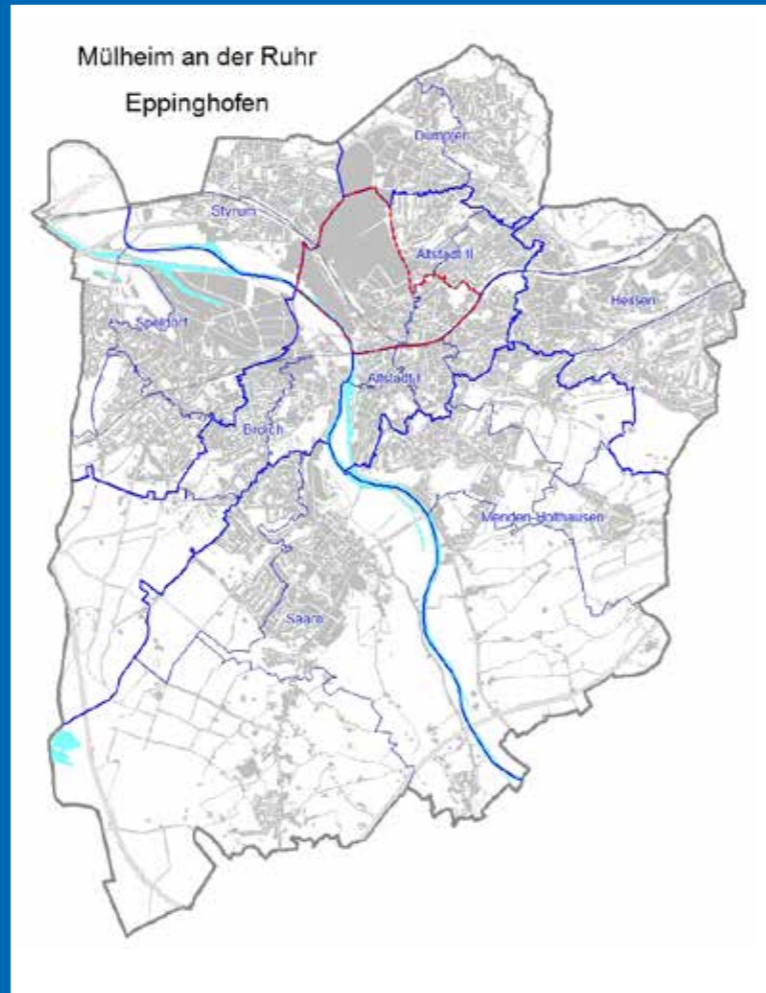 Mülheim an der Ruhr
Eppinghofen
Dümpten
Styrum
Altstadt II
Heissen
Speldorf
Altstadt I
Broich
Menden-Holthausen
Saarn